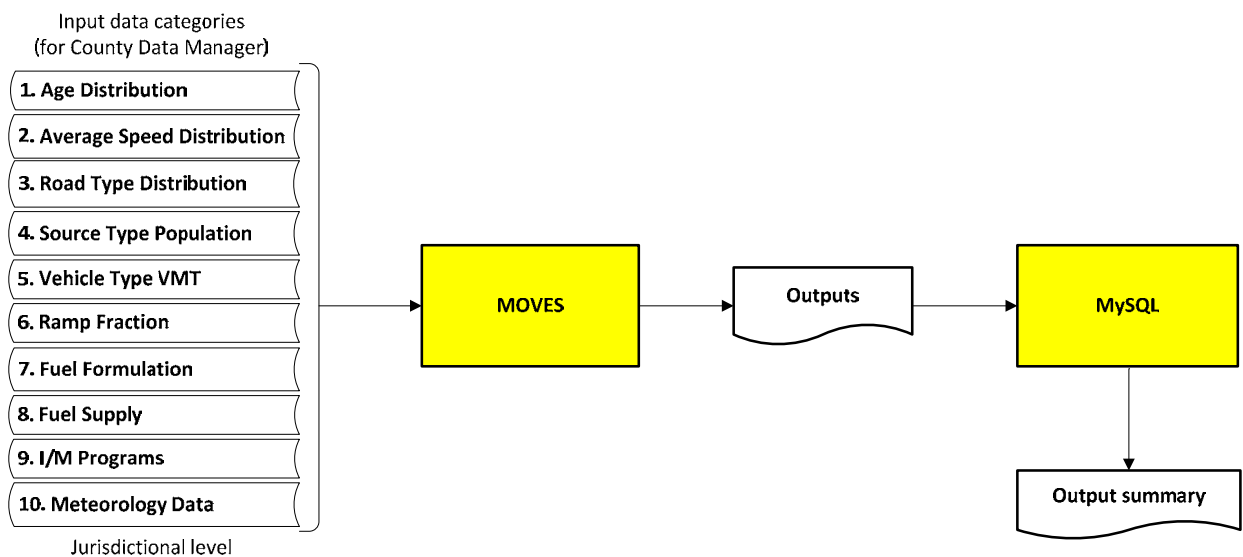 Input data categories
(for County Data Manager)
1. Age Distribution
2. Average Speed Distribution
3. Road Type Distribution
4. Source Type Population
5. Vehicle Type VMT
6. Ramp Fraction
7. Fuel Formulation
8. Fuel Supply
9. I/M Programs
10. Meteorology Data
Jurisdictional level
MOVES
Outputs
MySQL
Output summary